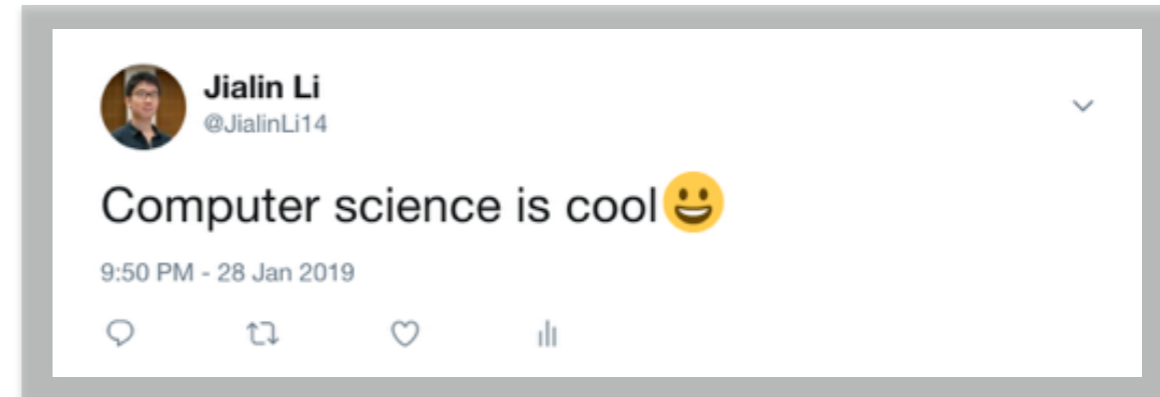 Jialin Li
@JialinLi14
Computer science is cool😀
9:50 PM - 28 Jan 2019